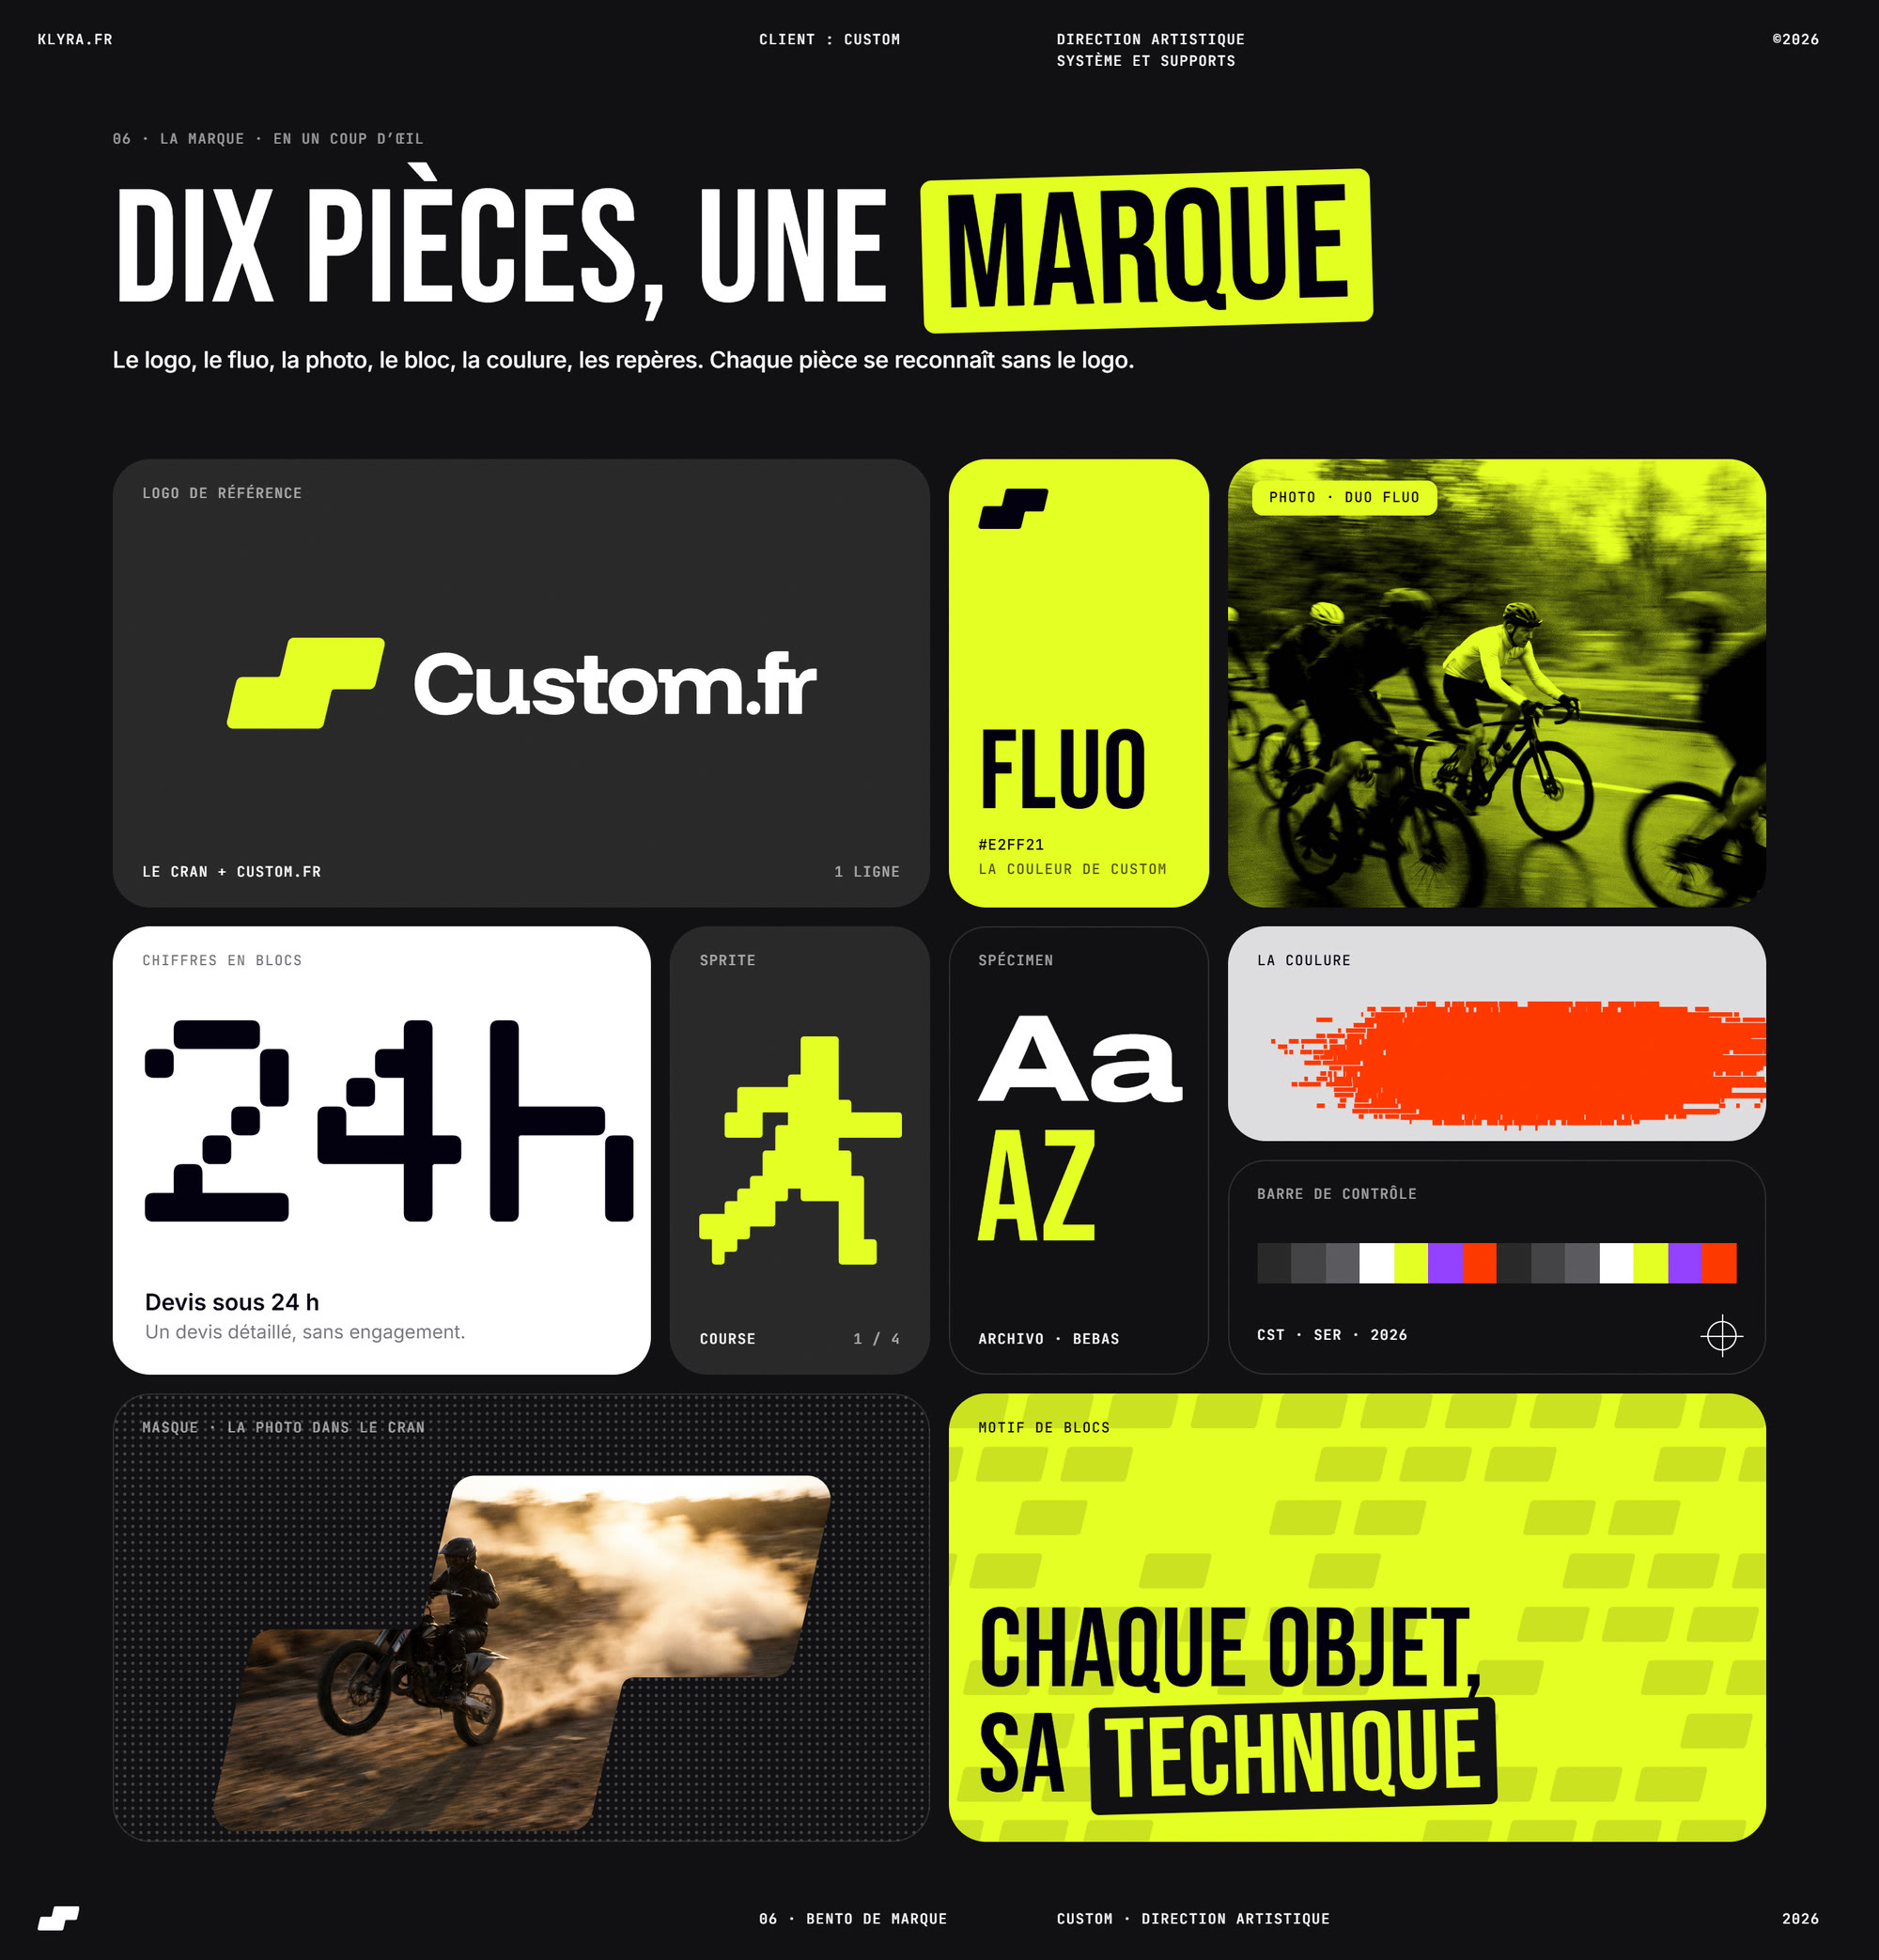 KLYRA.FR
CLIENT : CUSTOM
DIRECTION ARTISTIQUE
SYSTÈME ET SUPPORTS
©2026
06 · LA MARQUE · EN UN COUP D’ŒIL
DIX PIÈCES, UNE MARQUE
Le logo, le fluo, la photo, le bloc, la coulure, les repères. Chaque pièce se reconnaît sans le logo.
LOGO DE RÉFÉRENCE
Custom.fr
LE CRAN + CUSTOM.FR
1 LIGNE
FLUO
#E2FF21
LA COULEUR DE CUSTOM
PHOTO · DUO FLUO
CHIFFRES EN BLOCS
24h
Devis sous 24 h
Un devis détaillé, sans engagement.
SPRITE
COURSE
1 / 4
SPÉCIMEN
Aa
AZ
ARCHIVO · BEBAS
LA COULURE
BARRE DE CONTRÔLE
CST · SER · 2026
MASQUE · LA PHOTO DANS LE CRAN
MOTIF DE BLOCS
CHAQUE OBJET,
SA TECHNIQUE
06 · BENTO DE MARQUE
CUSTOM · DIRECTION ARTISTIQUE
2026